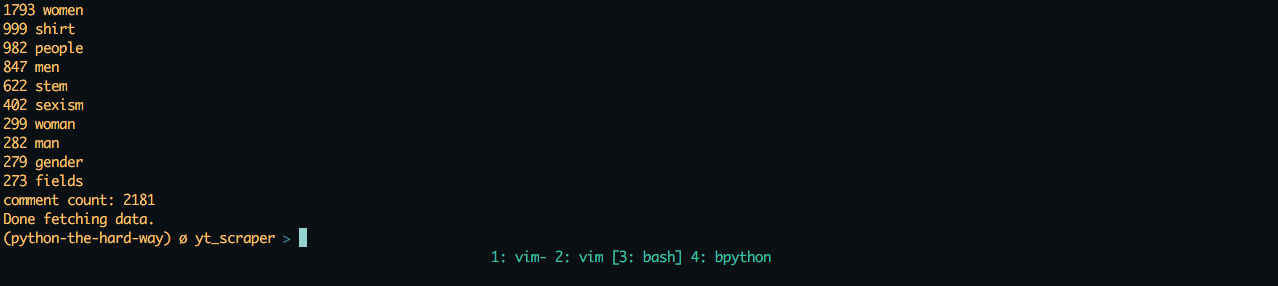 1793 women
999 shirt
982 people
847 men
622 stem
402 sexism
299 woman
282 man
279 gender
273 fields
comment count: 2181
Done fetching data.
(python-the-hard-way) ø yt_scraper >
1: vim- 2: vim [3: bash] 4: bpython